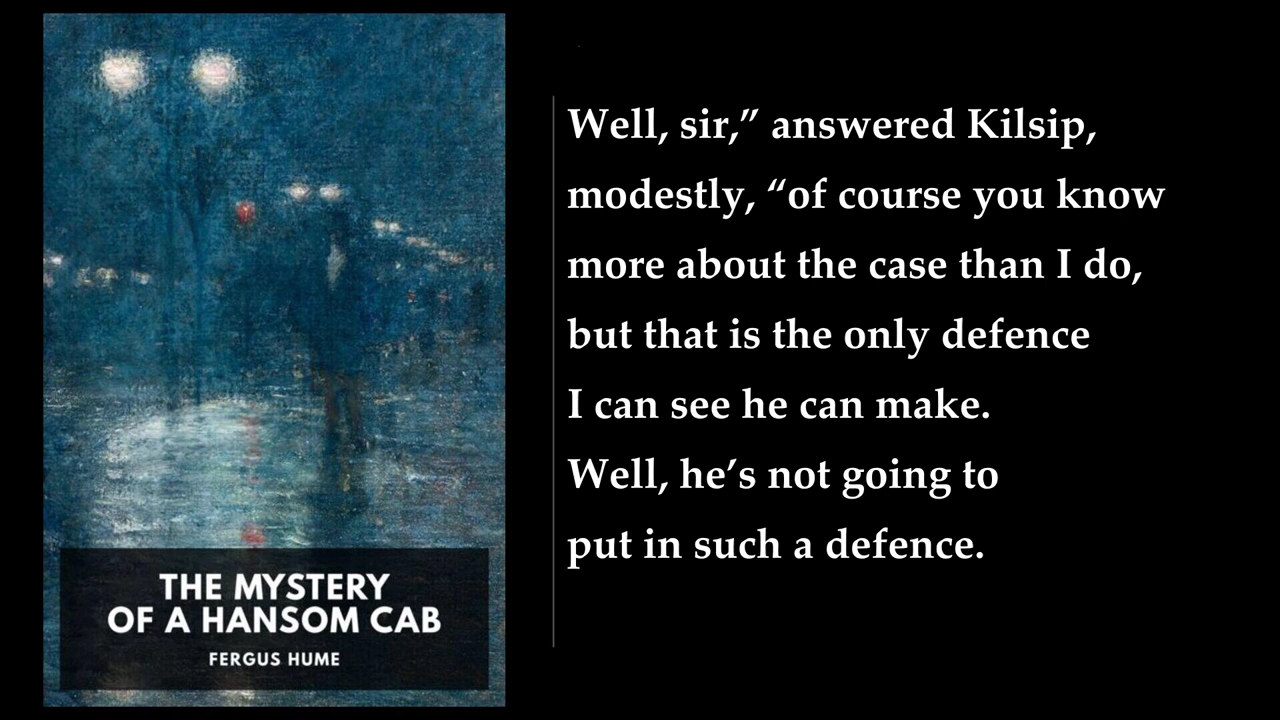 THE MYSTERY
OF A HANSOM CAB
FERGUS HUME
Well, sir,” answered Kilsip,
modestly, “of course you know
more about the case than I do,
but that is the only defence
I can see he can make.
Well, he’s not going to
put in such a defence.